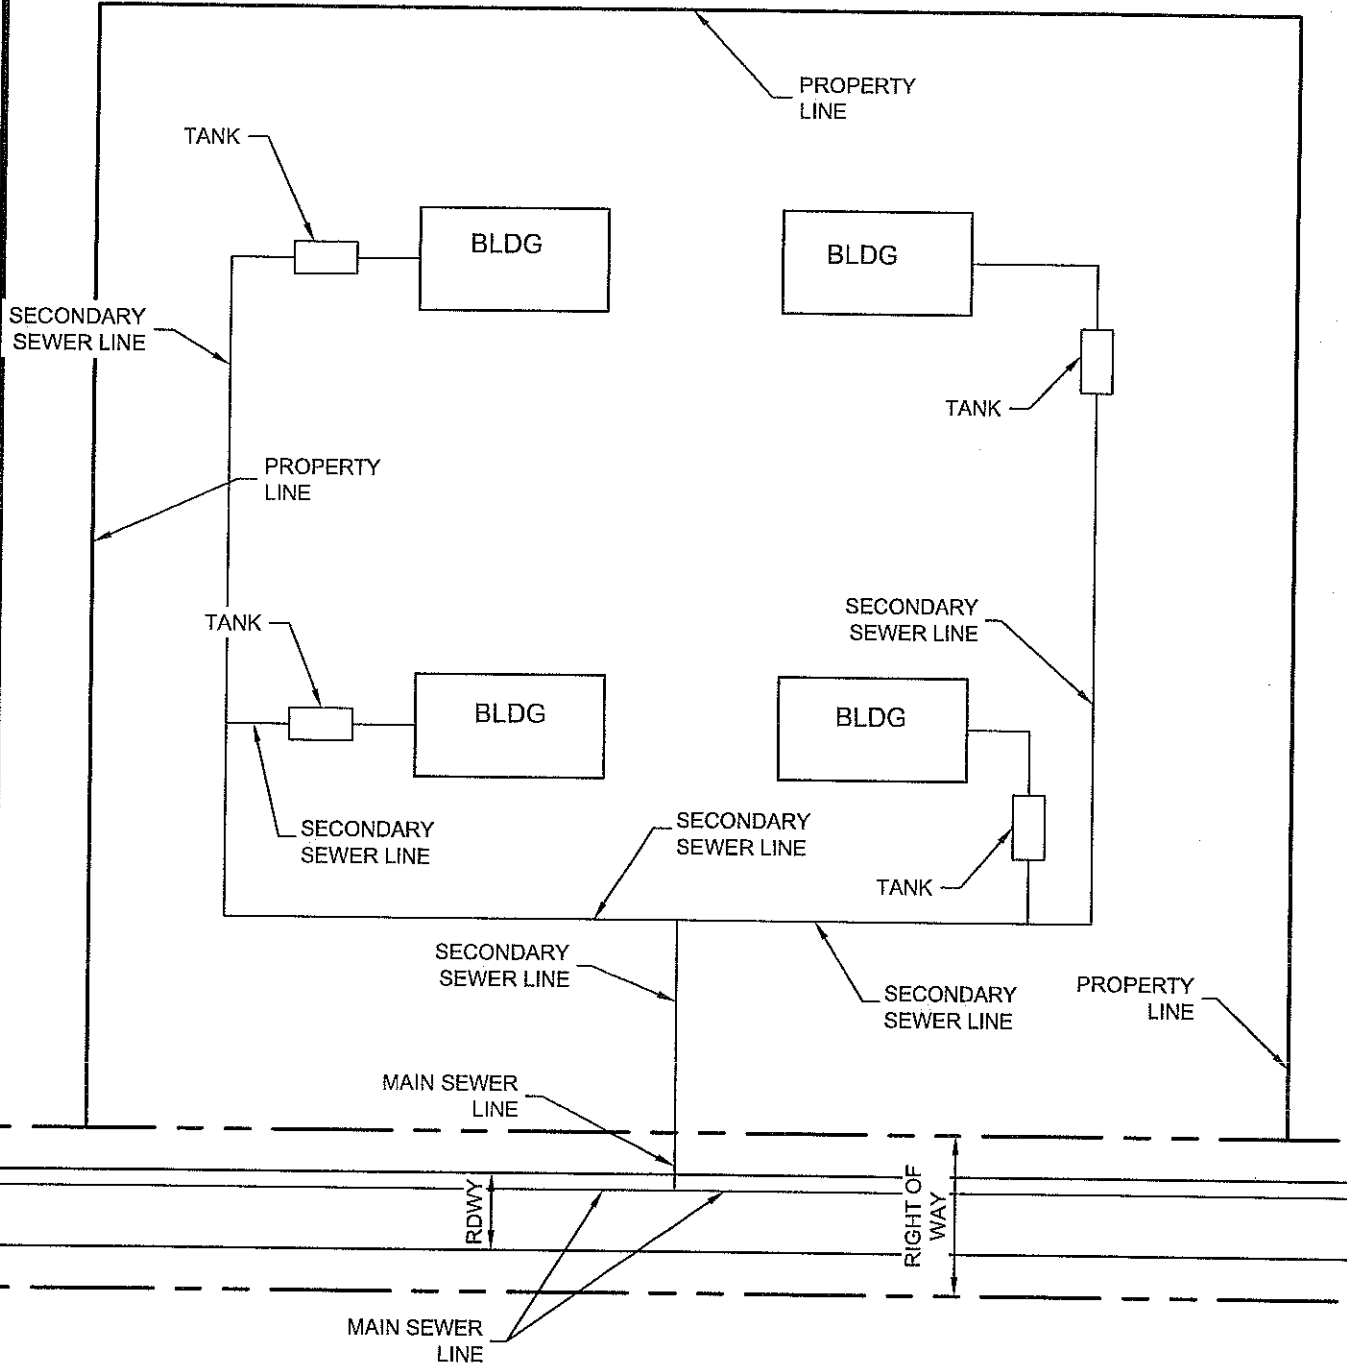 PROPERTY
LINE
TANK
BLDG
BLDG
SECONDARY
SEWER LINE
TANK
PROPERTY
LINE
SECONDARY
SEWER LINE
TANK
BLDG
BLDG
SECONDARY
SEWER LINE
SECONDARY
SEWER LINE
TANK
SECONDARY
SEWER LINE
SECONDARY
SEWER LINE
PROPERTY
LINE
MAIN SEWER
LINE
RDWY
RIGHT OF
WAY
MAIN SEWER
LINE